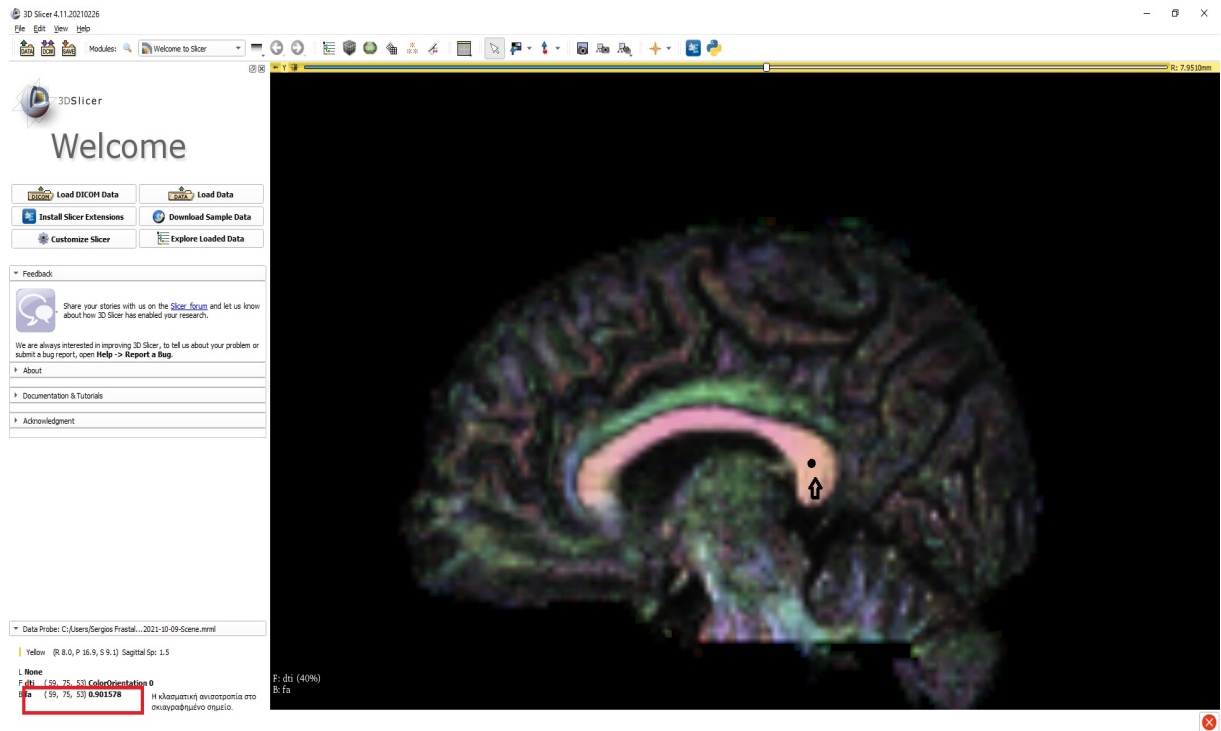 3D Slicer 4.11.20210226
File Edit View Help
DATA DCM SAVE Modules: Welcome to Slicer
Y R: 7.9510mm
3DSlicer
Welcome
DICOM Load DICOM Data DATA Load Data
Install Slicer Extensions Download Sample Data
Customize Slicer Explore Loaded Data
Feedback
Share your stories with us on the Slicer forum and let us know
about how 3D Slicer has enabled your research.
We are always interested in improving 3D Slicer, to tell us about your problem or
submit a bug report, open Help -> Report a Bug.
About
Documentation & Tutorials
Acknowledgment
Data Probe: C:/Users/Sergios Frastal...2021-10-09-Scene.mrml
Yellow (R 8.0, P 16.9, S 9.1) Sagittal Sp: 1.5
L None
F dti (59, 75, 53) ColorOrientation 0
B fa (59, 75, 53) 0.901578
Η κλασματική ανισοτροπία στο
σκιαγραφημένο σημείο.
F: dti (40%)
B: fa